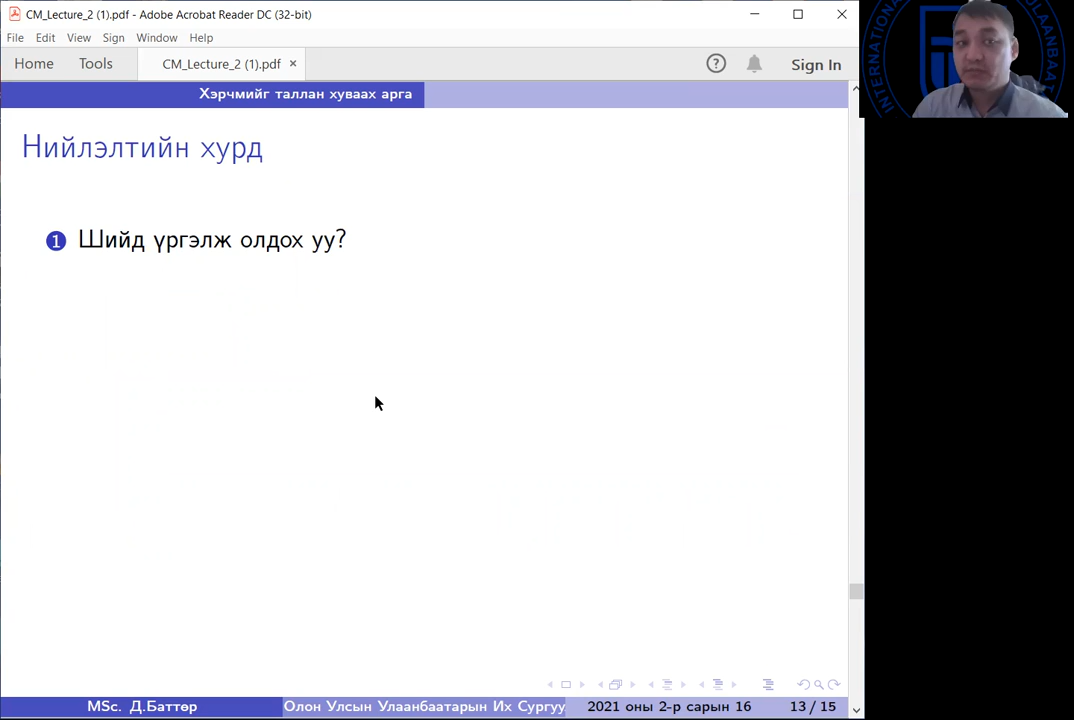 CM_Lecture_2 (1).pdf - Adobe Acrobat Reader DC (32-bit)
File Edit View Sign Window Help
Home Tools CM_Lecture_2 (1).pdf × ? Sign In
Хэрчмийг таллан хуваах арга
Нийлэлтийн хурд
1 Шийд үргэлж олдох уу?
MSc. Д.Баттөр Олон Улсын Улаанбаатарын Их Сургуу 2021 оны 2-р сарын 16 13 / 15
INTERNATIONAL
ULAANBAA